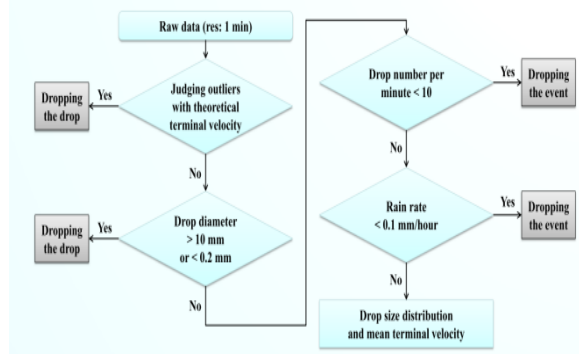 Raw data (res: 1 min)
Judging outliers
with theoretical
terminal velocity
Yes
Dropping
the drop
No
Drop diameter
> 10 mm
or < 0.2 mm
Yes
Dropping
the drop
No
Drop number per
minute < 10
Yes
Dropping
the event
No
Rain rate
< 0.1 mm/hour
Yes
Dropping
the event
No
Drop size distribution
and mean terminal velocity